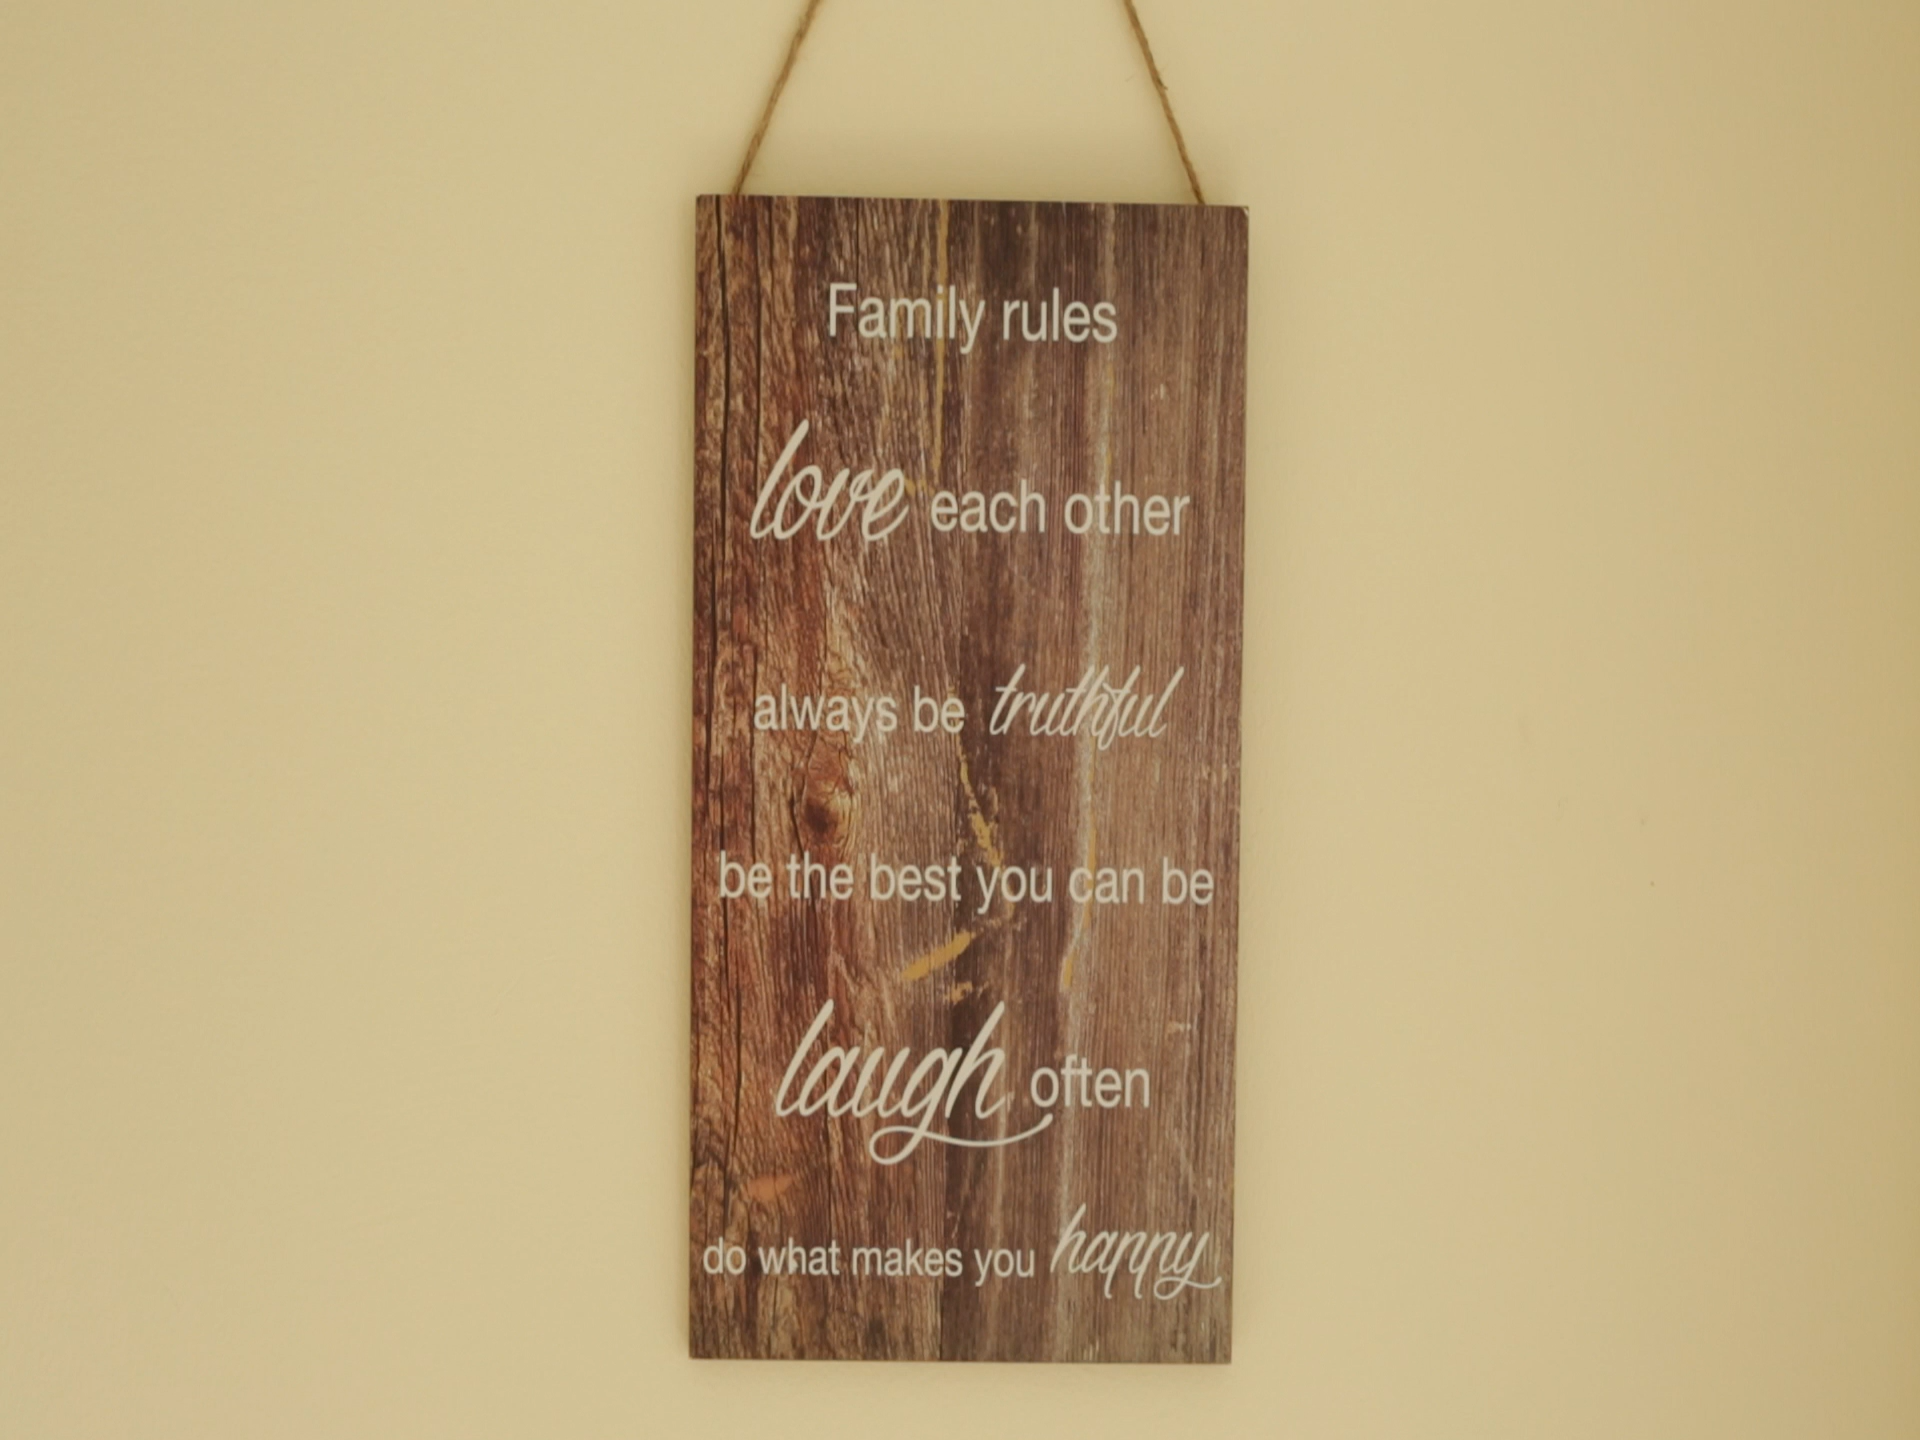 Family rules
love each other
always be truthful
be the best you can be
laugh often
do what makes you happy